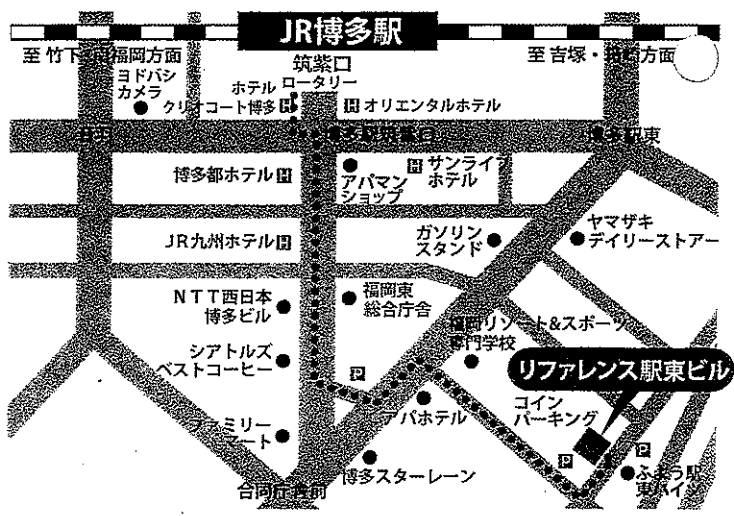 JR博多駅
至 竹下・福岡方面
至 吉塚・箱崎方面
筑紫口
ロータリー
ヨドバシ
カメラ
ホテル
クリオコート博多 H
H オリエンタルホテル
博多駅筑紫口
博多駅東
博多都ホテル H
アパマン
ショップ
H サンライフ
ホテル
JR九州ホテル H
ガソリン
スタンド
ヤマザキ
デイリーストアー
NTT西日本
博多ビル
福岡東
総合庁舎
福岡リゾート&スポーツ
専門学校
シアトルズ
ベストコーヒー
P
リファレンス駅東ビル
アパホテル
コイン
パーキング
ファミリー
マート
P
P
博多スターレーン
合同庁舎前